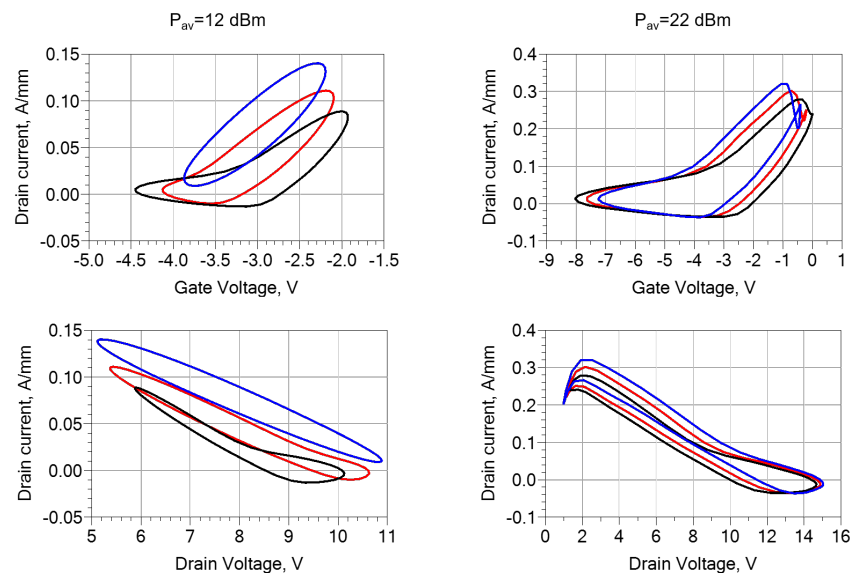 P_av=12 dBm
P_av=22 dBm
Drain current, A/mm
0.15
0.10
0.05
0.00
-0.05
-5.0 -4.5 -4.0 -3.5 -3.0 -2.5 -2.0 -1.5
Gate Voltage, V
Drain current, A/mm
0.4
0.3
0.2
0.1
0.0
-0.1
-9 -8 -7 -6 -5 -4 -3 -2 -1 0 1
Gate Voltage, V
Drain current, A/mm
0.15
0.10
0.05
0.00
-0.05
5 6 7 8 9 10 11
Drain Voltage, V
Drain current, A/mm
0.4
0.3
0.2
0.1
0.0
-0.1
0 2 4 6 8 10 12 14 16
Drain Voltage, V